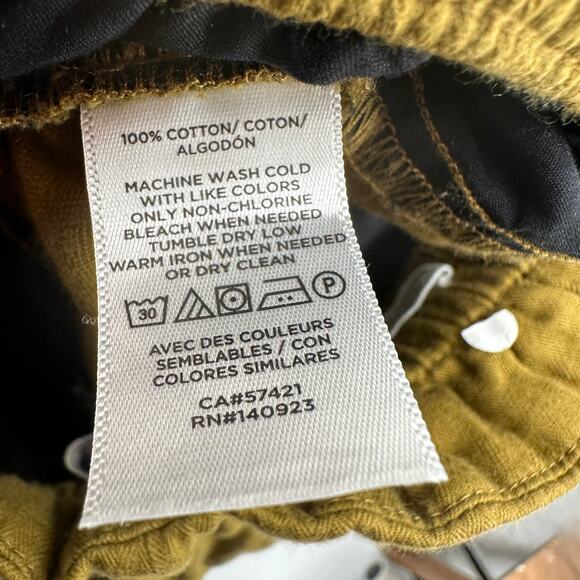 100% COTTON/ COTON/
ALGODÓN
MACHINE WASH COLD
WITH LIKE COLORS
ONLY NON-CHLORINE
BLEACH WHEN NEEDED
TUMBLE DRY LOW
WARM IRON WHEN NEEDED
OR DRY CLEAN
30 P
AVEC DES COULEURS
SEMBLABLES / CON
COLORES SIMILARES
CA#57421
RN#140923